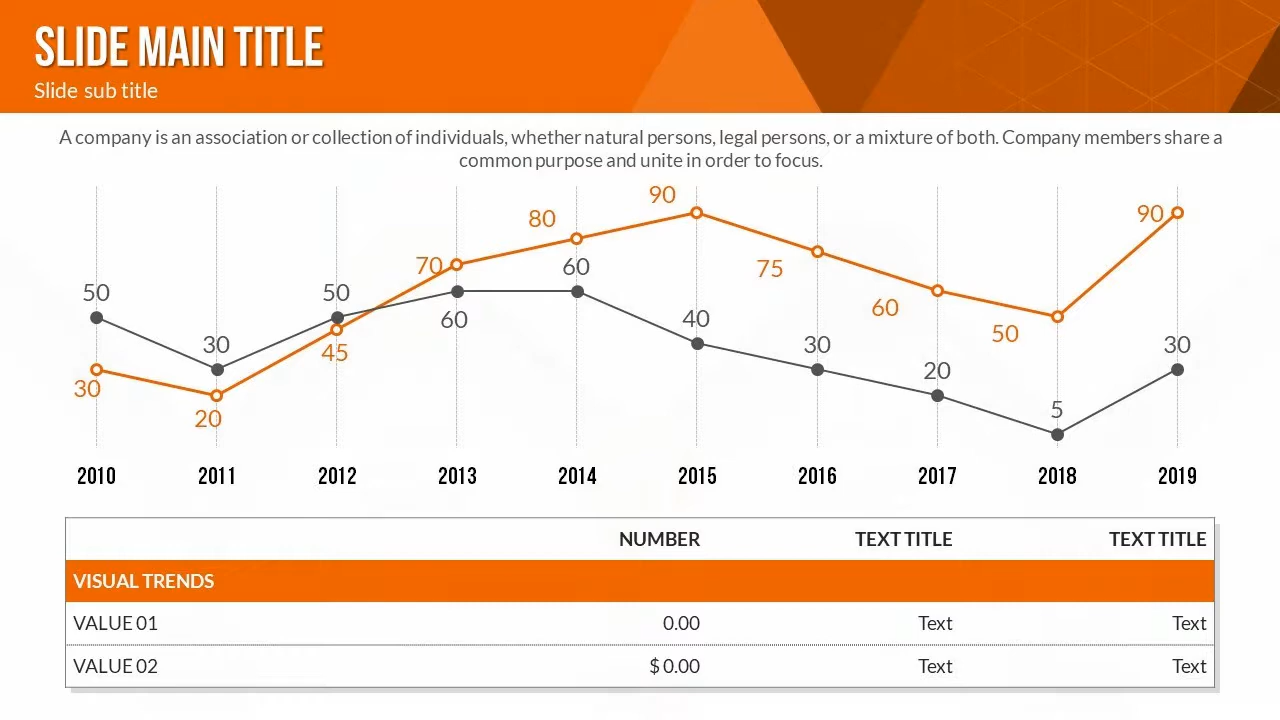 SLIDE MAIN TITLE
Slide sub title
A company is an association or collection of individuals, whether natural persons, legal persons, or a mixture of both. Company members share a
common purpose and unite in order to focus.
90
80
90
70
60
75
50
50
60
60
40
50
30
45
30
30
30
20
20
5
2010 2011 2012 2013 2014 2015 2016 2017 2018 2019
NUMBER TEXT TITLE TEXT TITLE
VISUAL TRENDS
VALUE 01 0.00 Text Text
VALUE 02 $ 0.00 Text Text